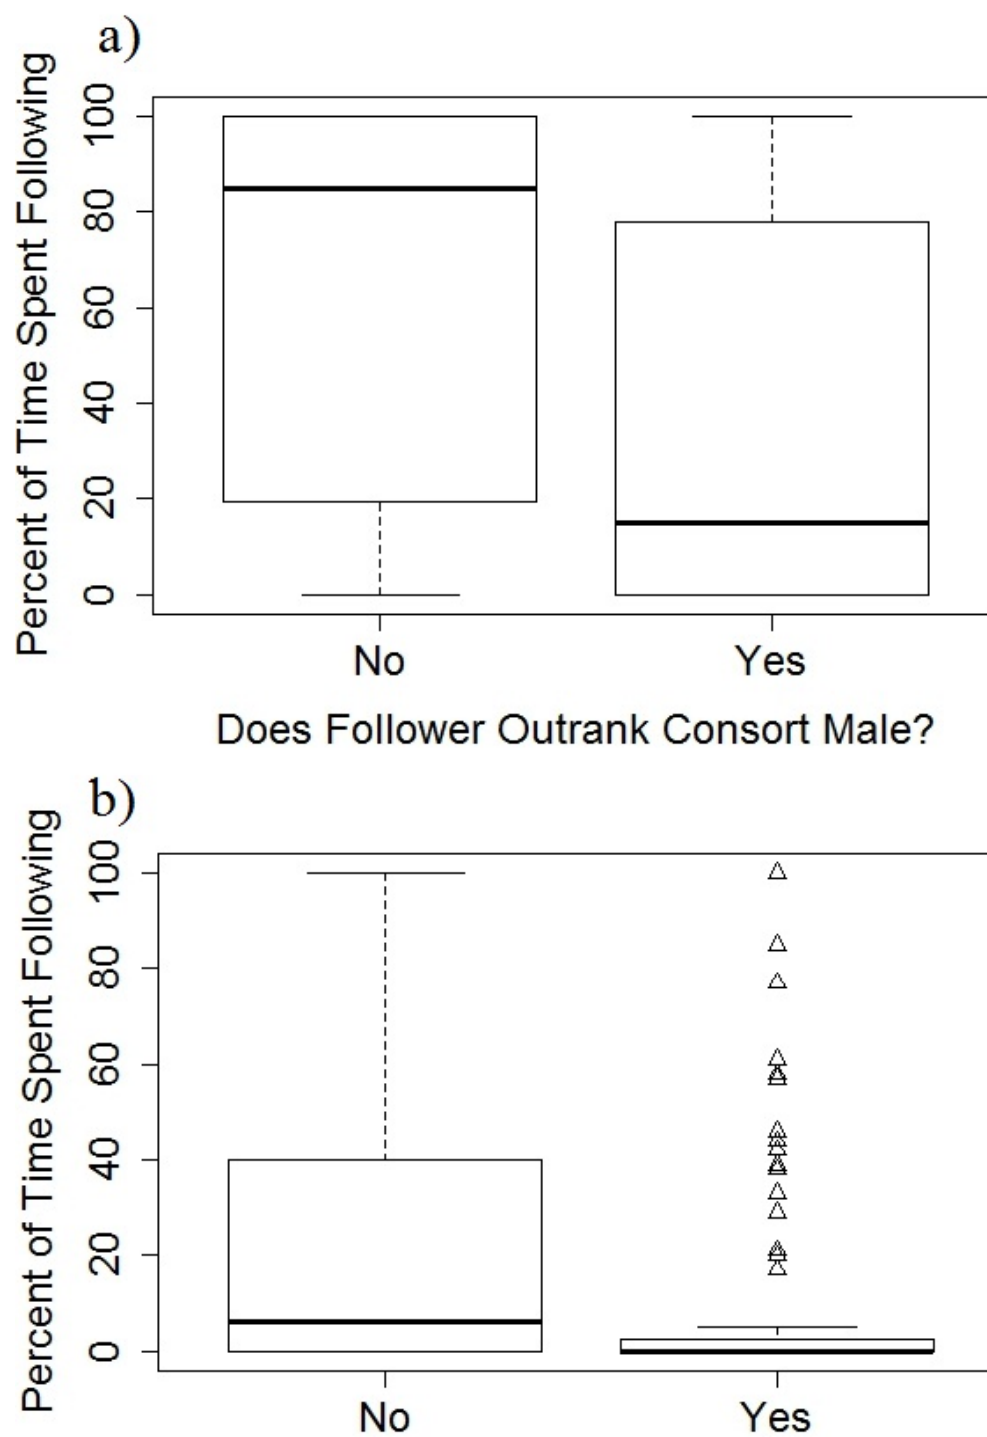 a)
Percent of Time Spent Following
100
80
60
40
20
0
No Yes
Does Follower Outrank Consort Male?
b)
Percent of Time Spent Following
100
80
60
40
20
0
No Yes